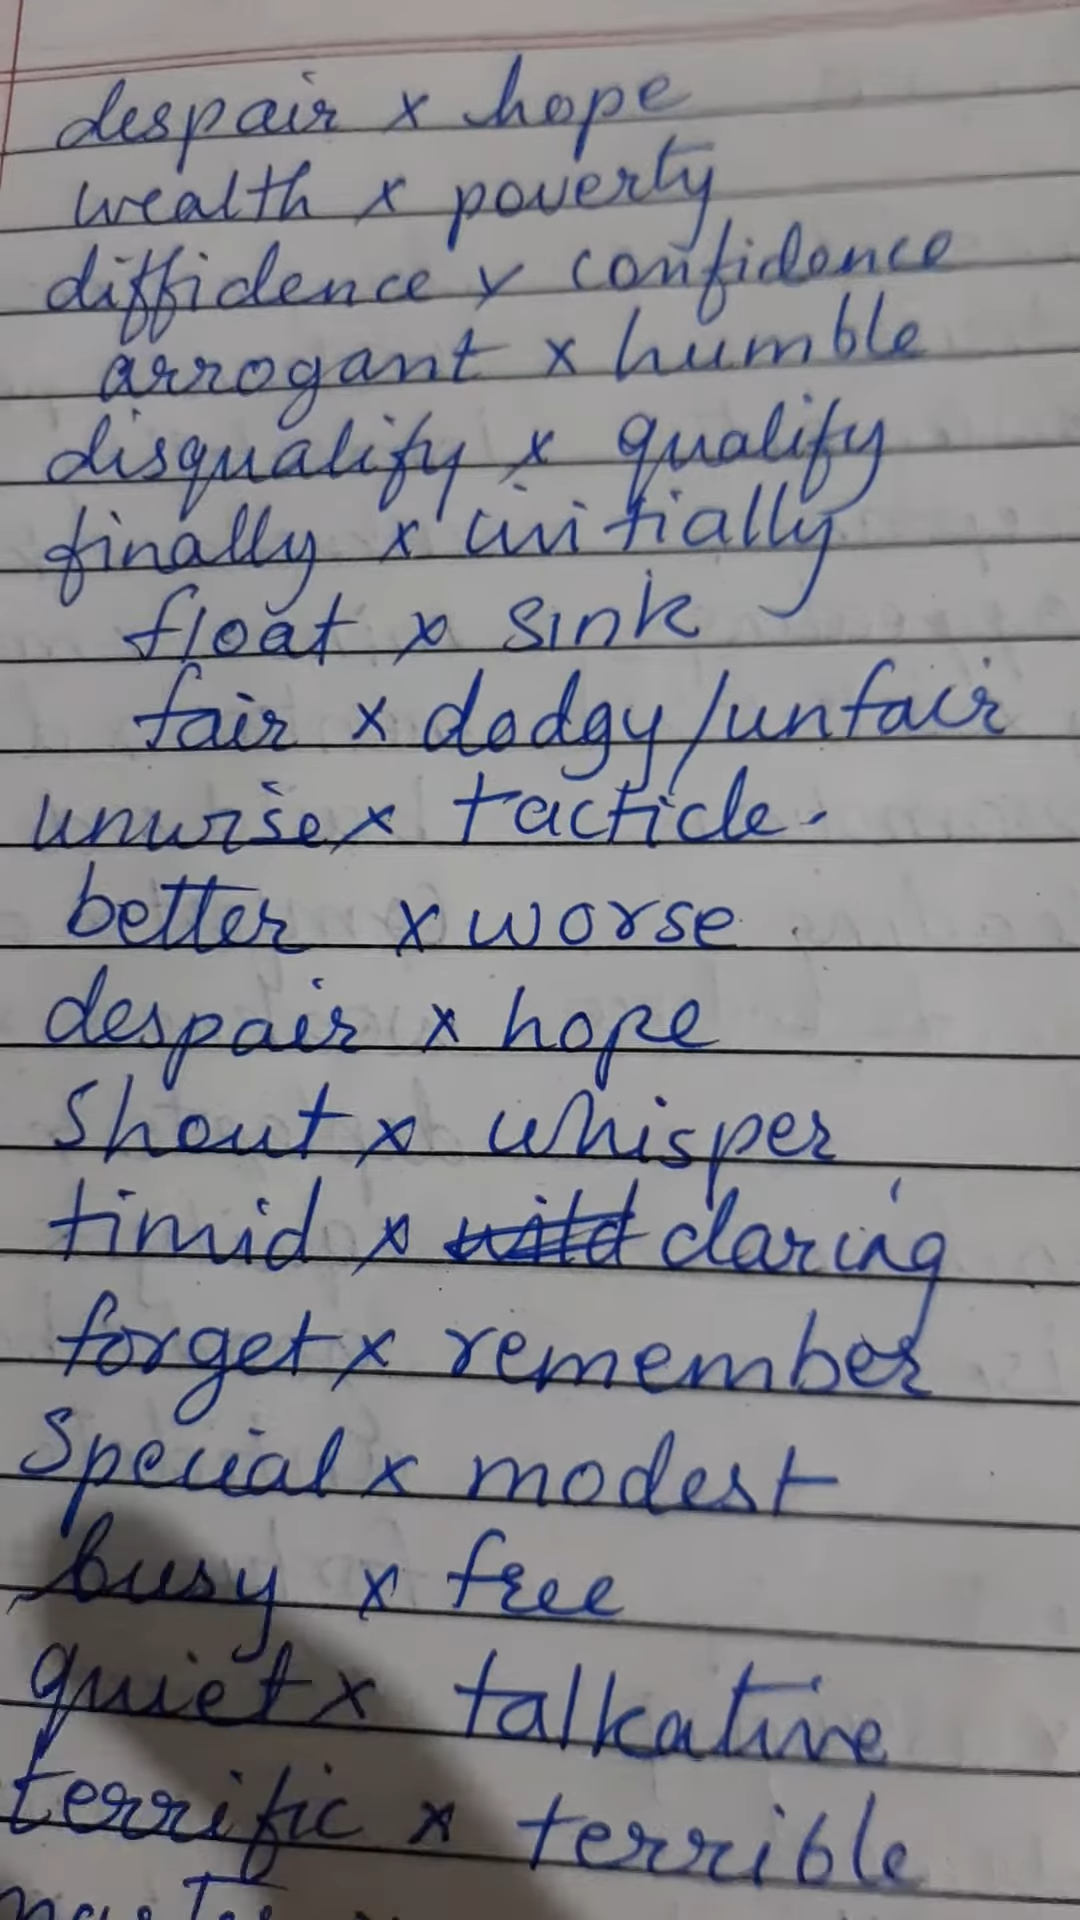 despair x hope
wealth x poverty
diffidence x confidence
arrogant x humble
disqualify x qualify
finally x initially
float x sink
fair x dodgy/unfair
unwise x tacticle.
better x worse
despair x hope
Shout x whisper
timid x daring
forget x remember
Special x modest
busy x free
quiet x talkative
terrific x terrible